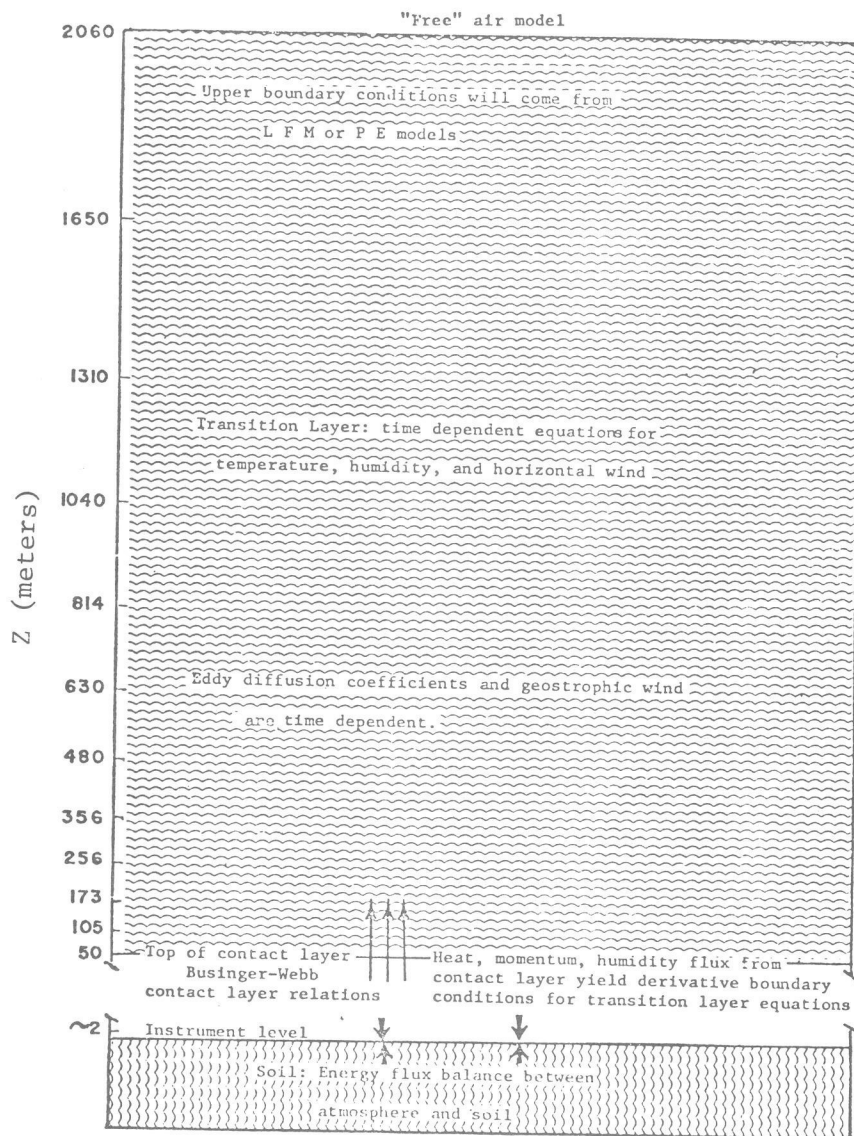 "Free" air model
2060
Upper boundary conditions will come from
L F M or P E models
1650
1310
Transition Layer: time dependent equations for
temperature, humidity, and horizontal wind
1040
Z (meters)
814
Eddy diffusion coefficients and geostrophic wind
630
are time dependent.
480
356
256
173
105
50
Top of contact layer
Businger-Webb
contact layer relations
Heat, momentum, humidity flux from
contact layer yield derivative boundary
conditions for transition layer equations
~2
Instrument level
Soil: Energy flux balance between
atmosphere and soil